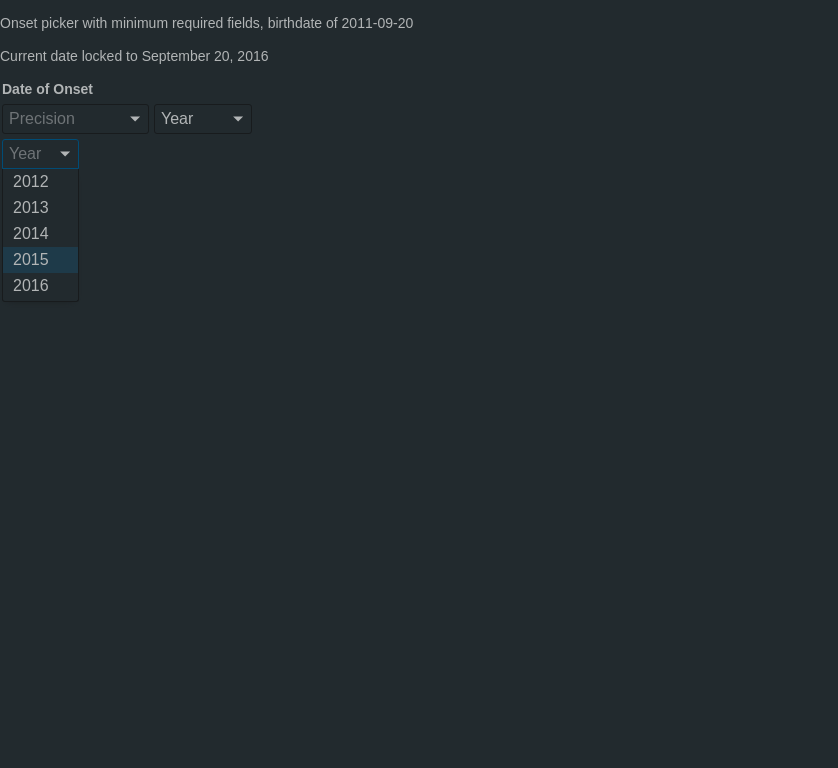 Onset picker with minimum required fields, birthdate of 2011-09-20
Current date locked to September 20, 2016
Date of Onset
Precision Year
Year
2012
2013
2014
2015
2016